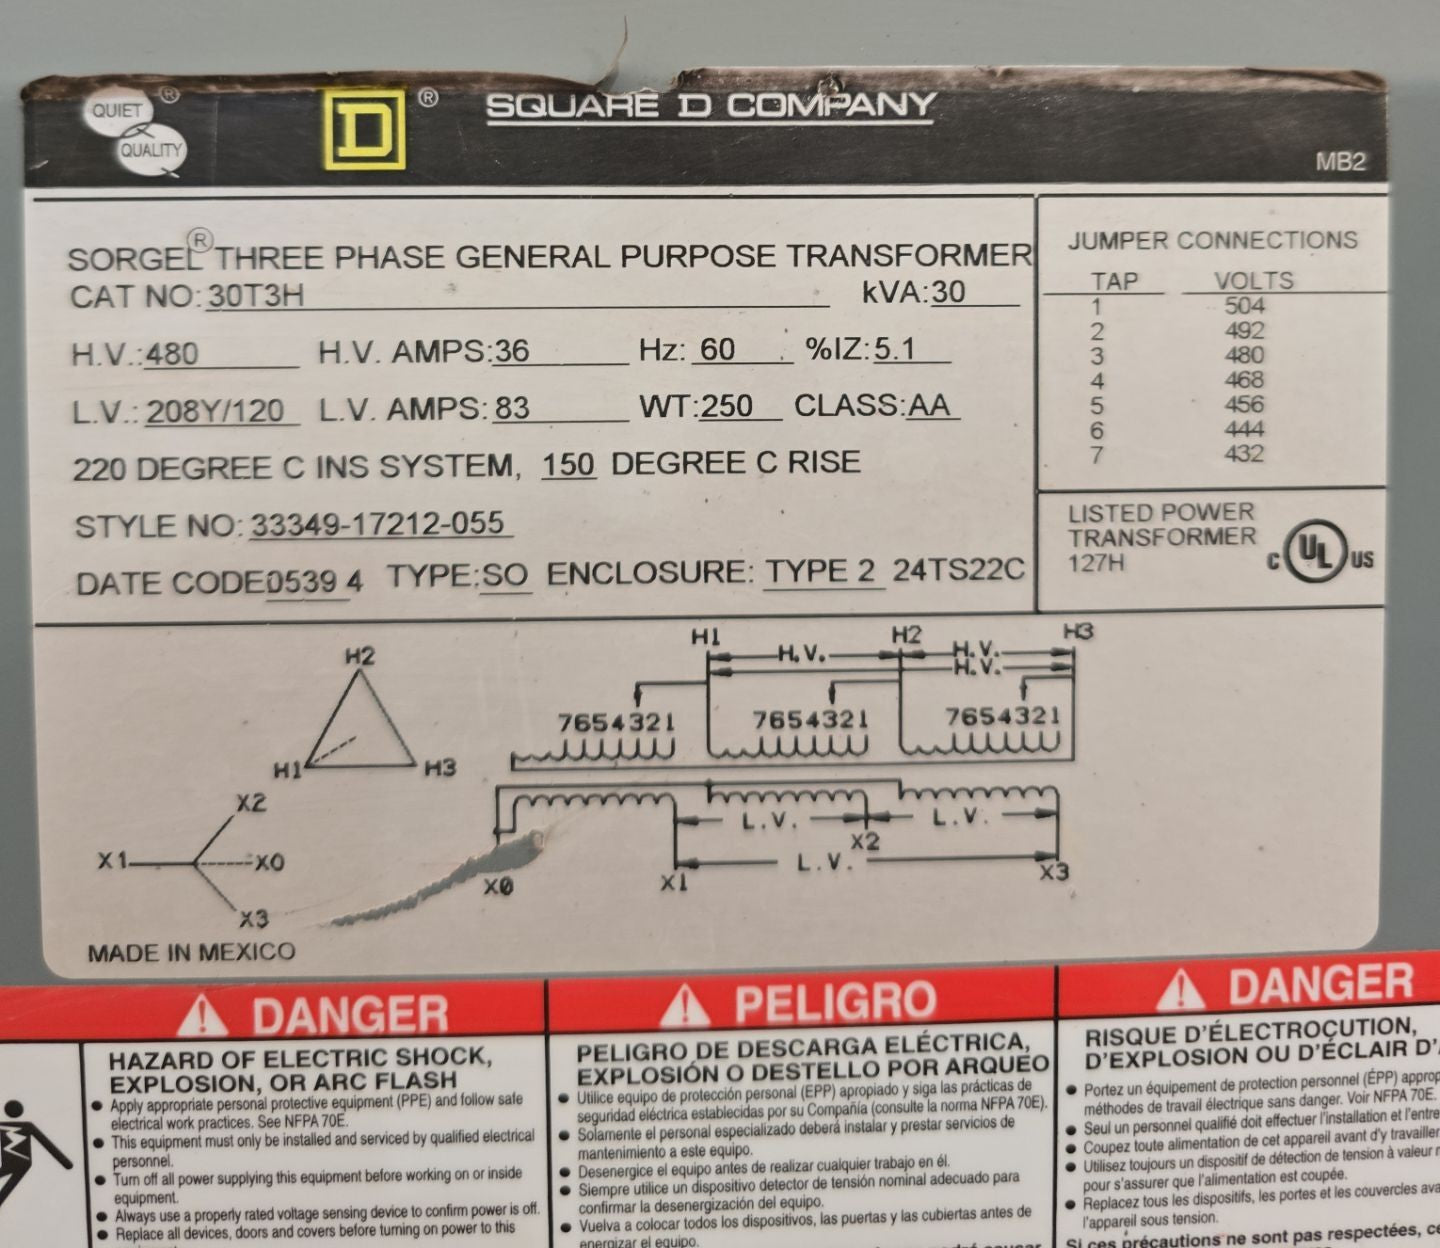 QUIET ®
QUALITY
D ®
SQUARE D COMPANY
MB2
SORGEL® THREE PHASE GENERAL PURPOSE TRANSFORMER
CAT NO: 30T3H kVA: 30
H.V.: 480 H.V. AMPS: 36 Hz: 60 %IZ: 5.1
L.V.: 208Y/120 L.V. AMPS: 83 WT: 250 CLASS: AA
220 DEGREE C INS SYSTEM, 150 DEGREE C RISE
STYLE NO: 33349-17212-055
DATE CODE 0539 4 TYPE: SO ENCLOSURE: TYPE 2 24TS22C
JUMPER CONNECTIONS
TAP VOLTS
1 504
2 492
3 480
4 468
5 456
6 444
7 432
LISTED POWER
TRANSFORMER
127H
C UL US
H2
H1 H3
X2
X1 X0
X3
H1 H2 H3
H.V. H.V.
H.V.
7654321 7654321 7654321
L.V. L.V.
X2
L.V.
X0 X1 X3
MADE IN MEXICO
DANGER
HAZARD OF ELECTRIC SHOCK,
EXPLOSION, OR ARC FLASH
● Apply appropriate personal protective equipment (PPE) and follow safe
electrical work practices. See NFPA 70E.
● This equipment must only be installed and serviced by qualified electrical
personnel.
● Turn off all power supplying this equipment before working on or inside
equipment.
● Always use a properly rated voltage sensing device to confirm power is off.
● Replace all devices, doors and covers before turning on power to this
PELIGRO
PELIGRO DE DESCARGA ELÉCTRICA,
EXPLOSIÓN O DESTELLO POR ARQUEO
● Utilice equipo de protección personal (EPP) apropiado y siga las prácticas de
seguridad eléctrica establecidas por su Compañía (consulte la norma NFPA 70E).
● Solamente el personal especializado deberá instalar y prestar servicios de
mantenimiento a este equipo.
● Desenergice el equipo antes de realizar cualquier trabajo en él.
● Siempre utilice un dispositivo detector de tensión nominal adecuado para
confirmar la desenergización del equipo.
● Vuelva a colocar todos los dispositivos, las puertas y las cubiertas antes de
energizar el equipo.
DANGER
RISQUE D'ÉLECTROCUTION,
D'EXPLOSION OU D'ÉCLAIR D'
● Portez un équipement de protection personnel (ÉPP)
méthodes de travail électrique sans danger. Voir NFPA 70E.
● Seul un personnel qualifié doit effectuer l'installation et
● Coupez toute alimentation de cet appareil avant d'y travailler
● Utilisez toujours un dispositif de détection de tension à valeur
pour s'assurer que l'alimentation est coupée.
● Replacez tous les dispositifs, les portes et les couvercles
l'appareil sous tension.
Si ces précautions ne sont pas respectées,